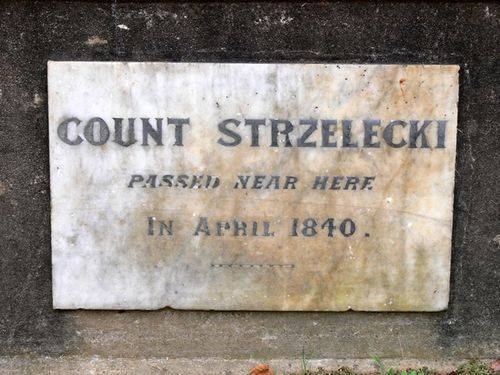 COUNT STRZELECKI
PASSED NEAR HERE
IN APRIL 1840.